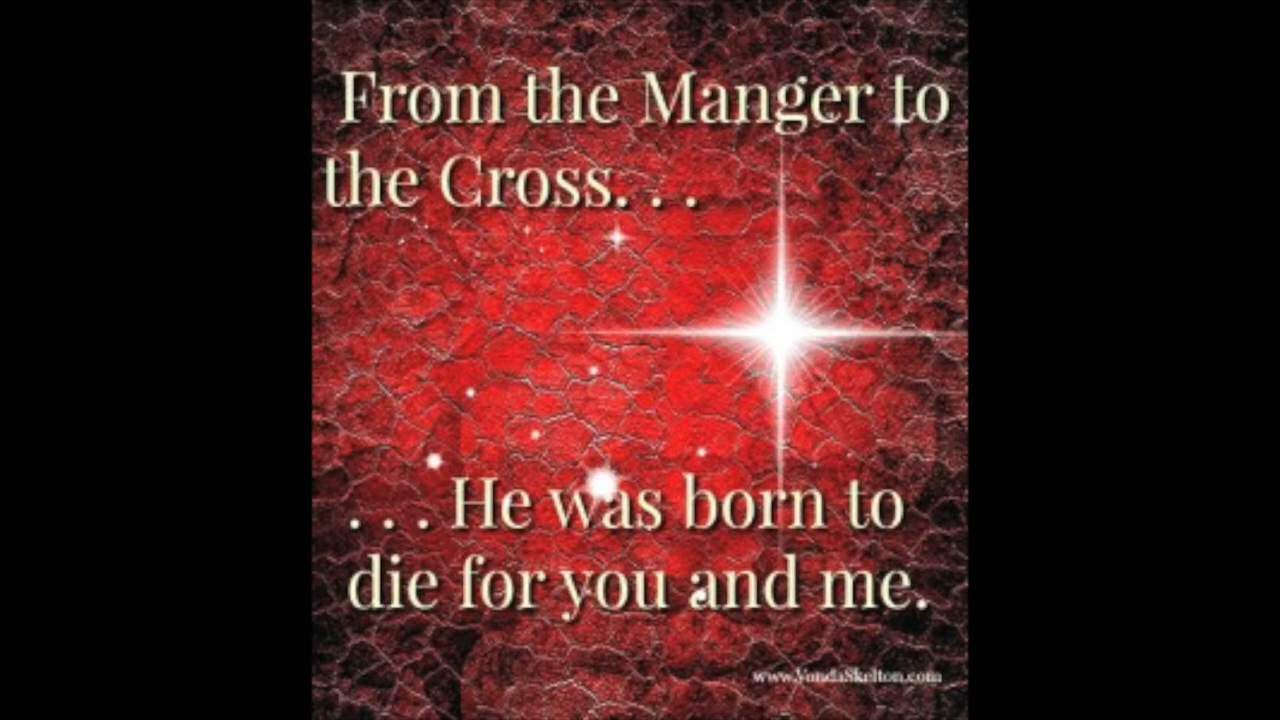 From the Manger to
the Cross. . .
. . . He was born to
die for you and me.
www.VondaSkelton.com